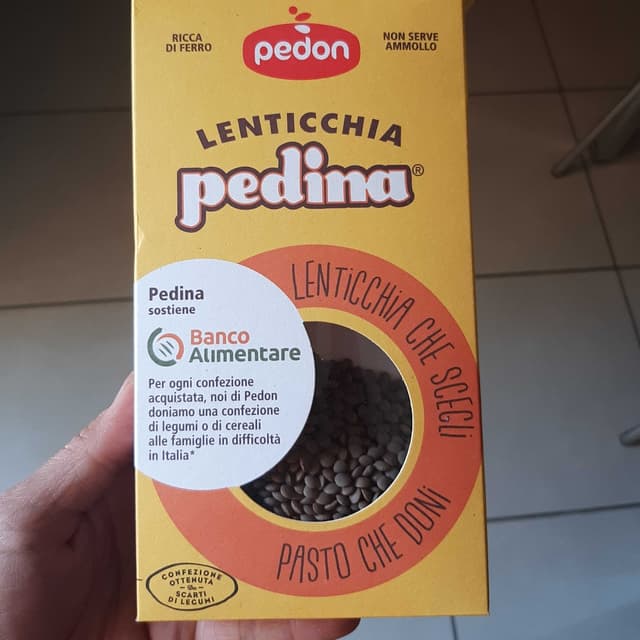 RICCA
DI FERRO
pedon
NON SERVE
AMMOLLO
LENTICCHIA
pedina®
Pedina
sostiene
Banco
Alimentare
Per ogni confezione
acquistata, noi di Pedon
doniamo una confezione
di legumi o di cereali
alle famiglie in difficoltà
in Italia*
LENTICCHIA CHE SCEGLI
PASTO CHE DONI
CONFEZIONE
OTTENUTA
Da
SCARTI
DI LEGUMI